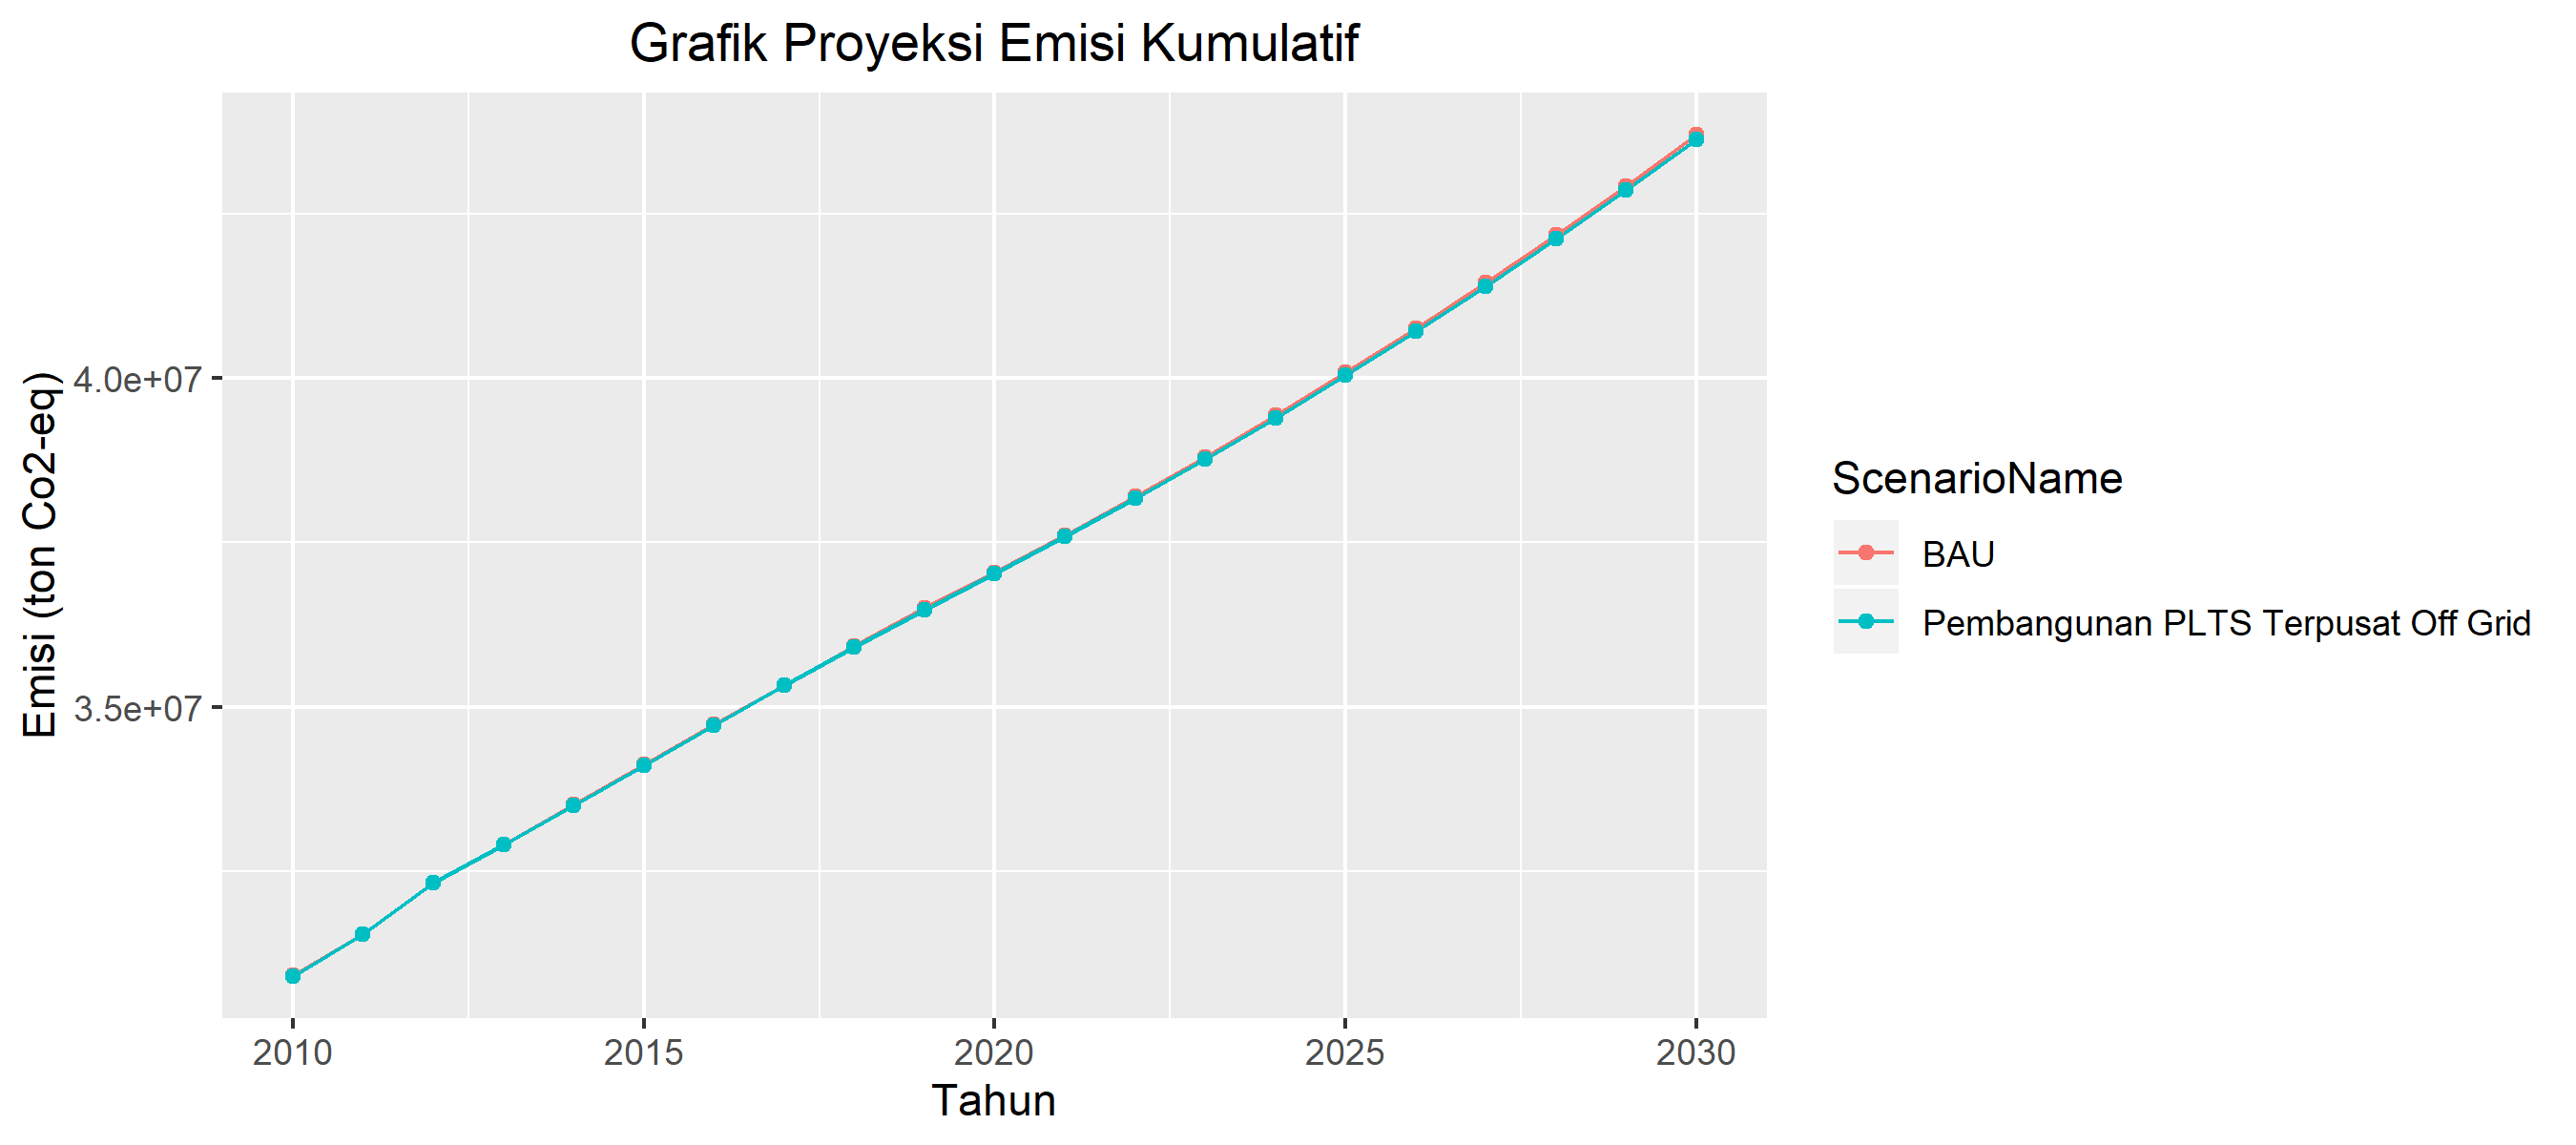 Grafik Proyeksi Emisi Kumulatif
Emisi (ton Co2-eq)
4.0e+07
3.5e+07
2010
2015
2020
2025
2030
Tahun
ScenarioName
BAU
Pembangunan PLTS Terpusat Off Grid